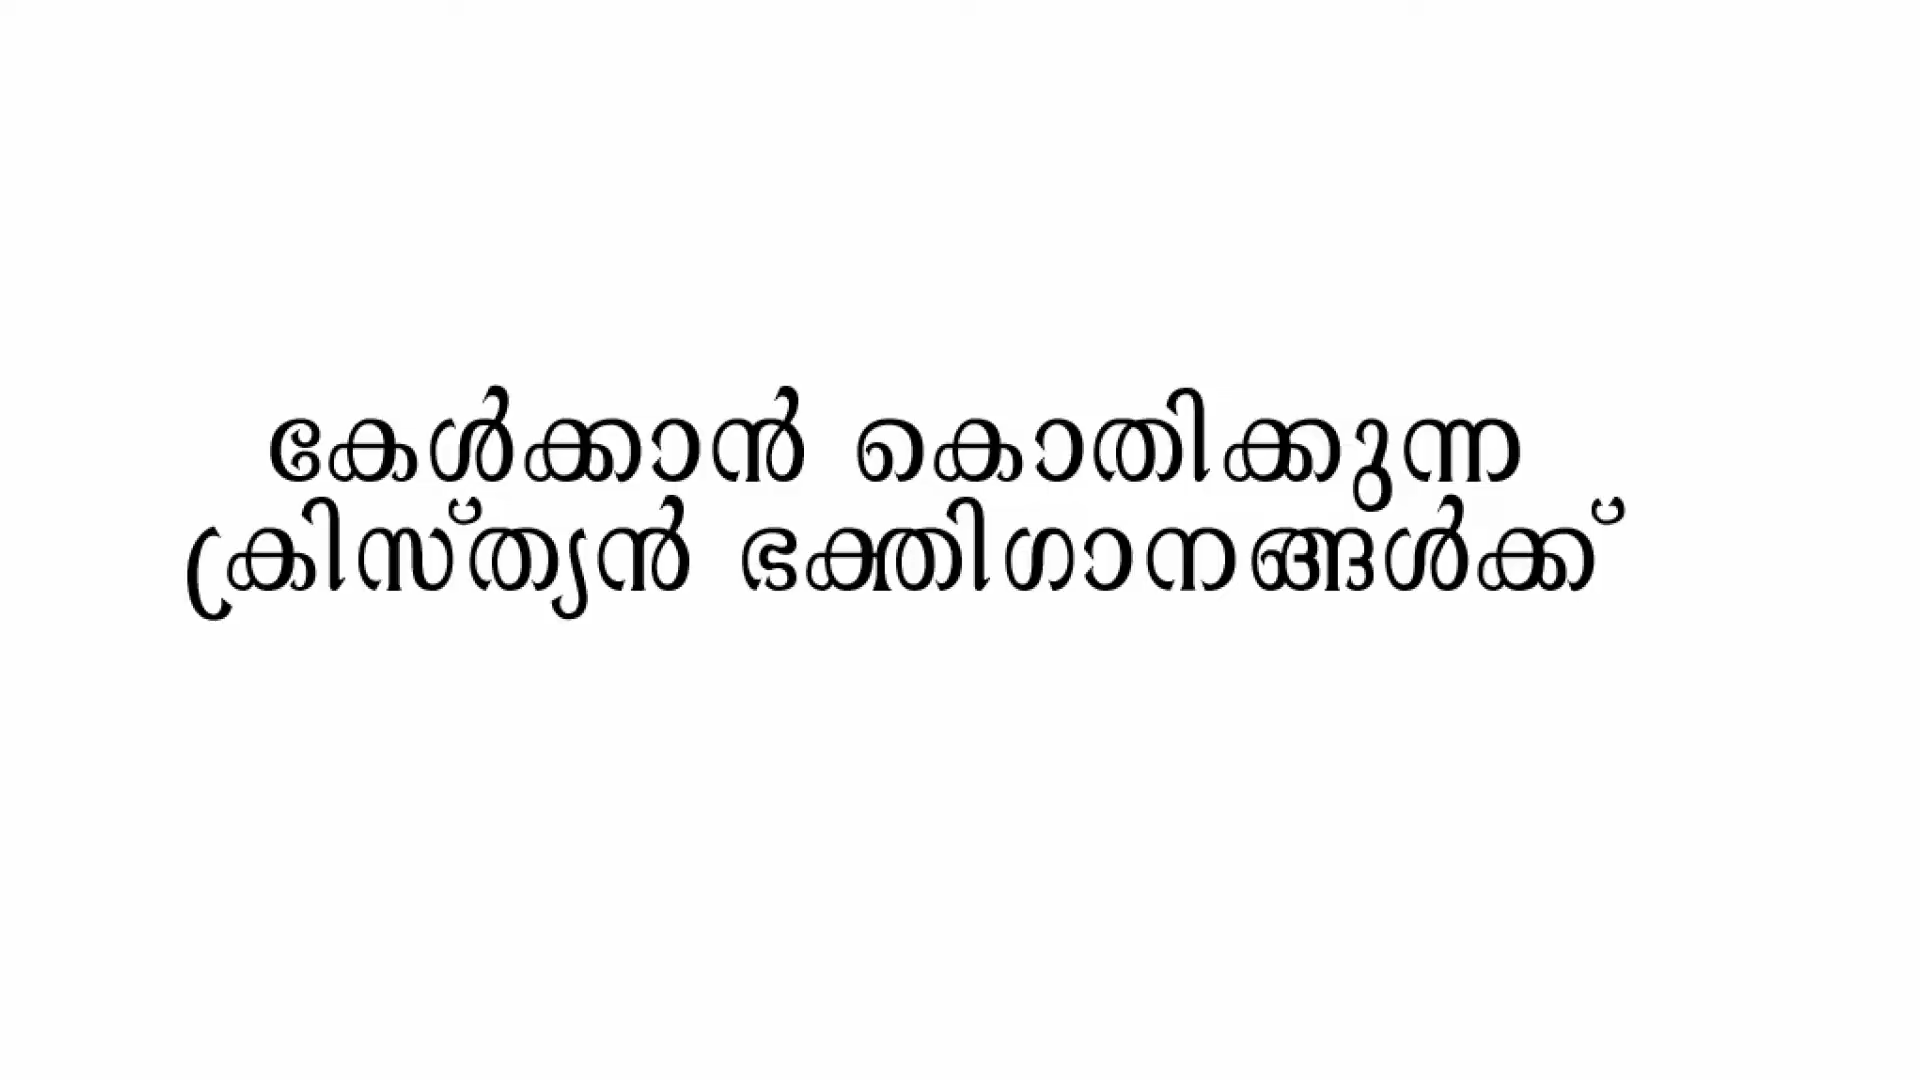 കേൾക്കാൻ കൊതിക്കുന്ന
ക്രിസ്ത്യൻ ഭക്തിഗാനങ്ങൾക്ക്